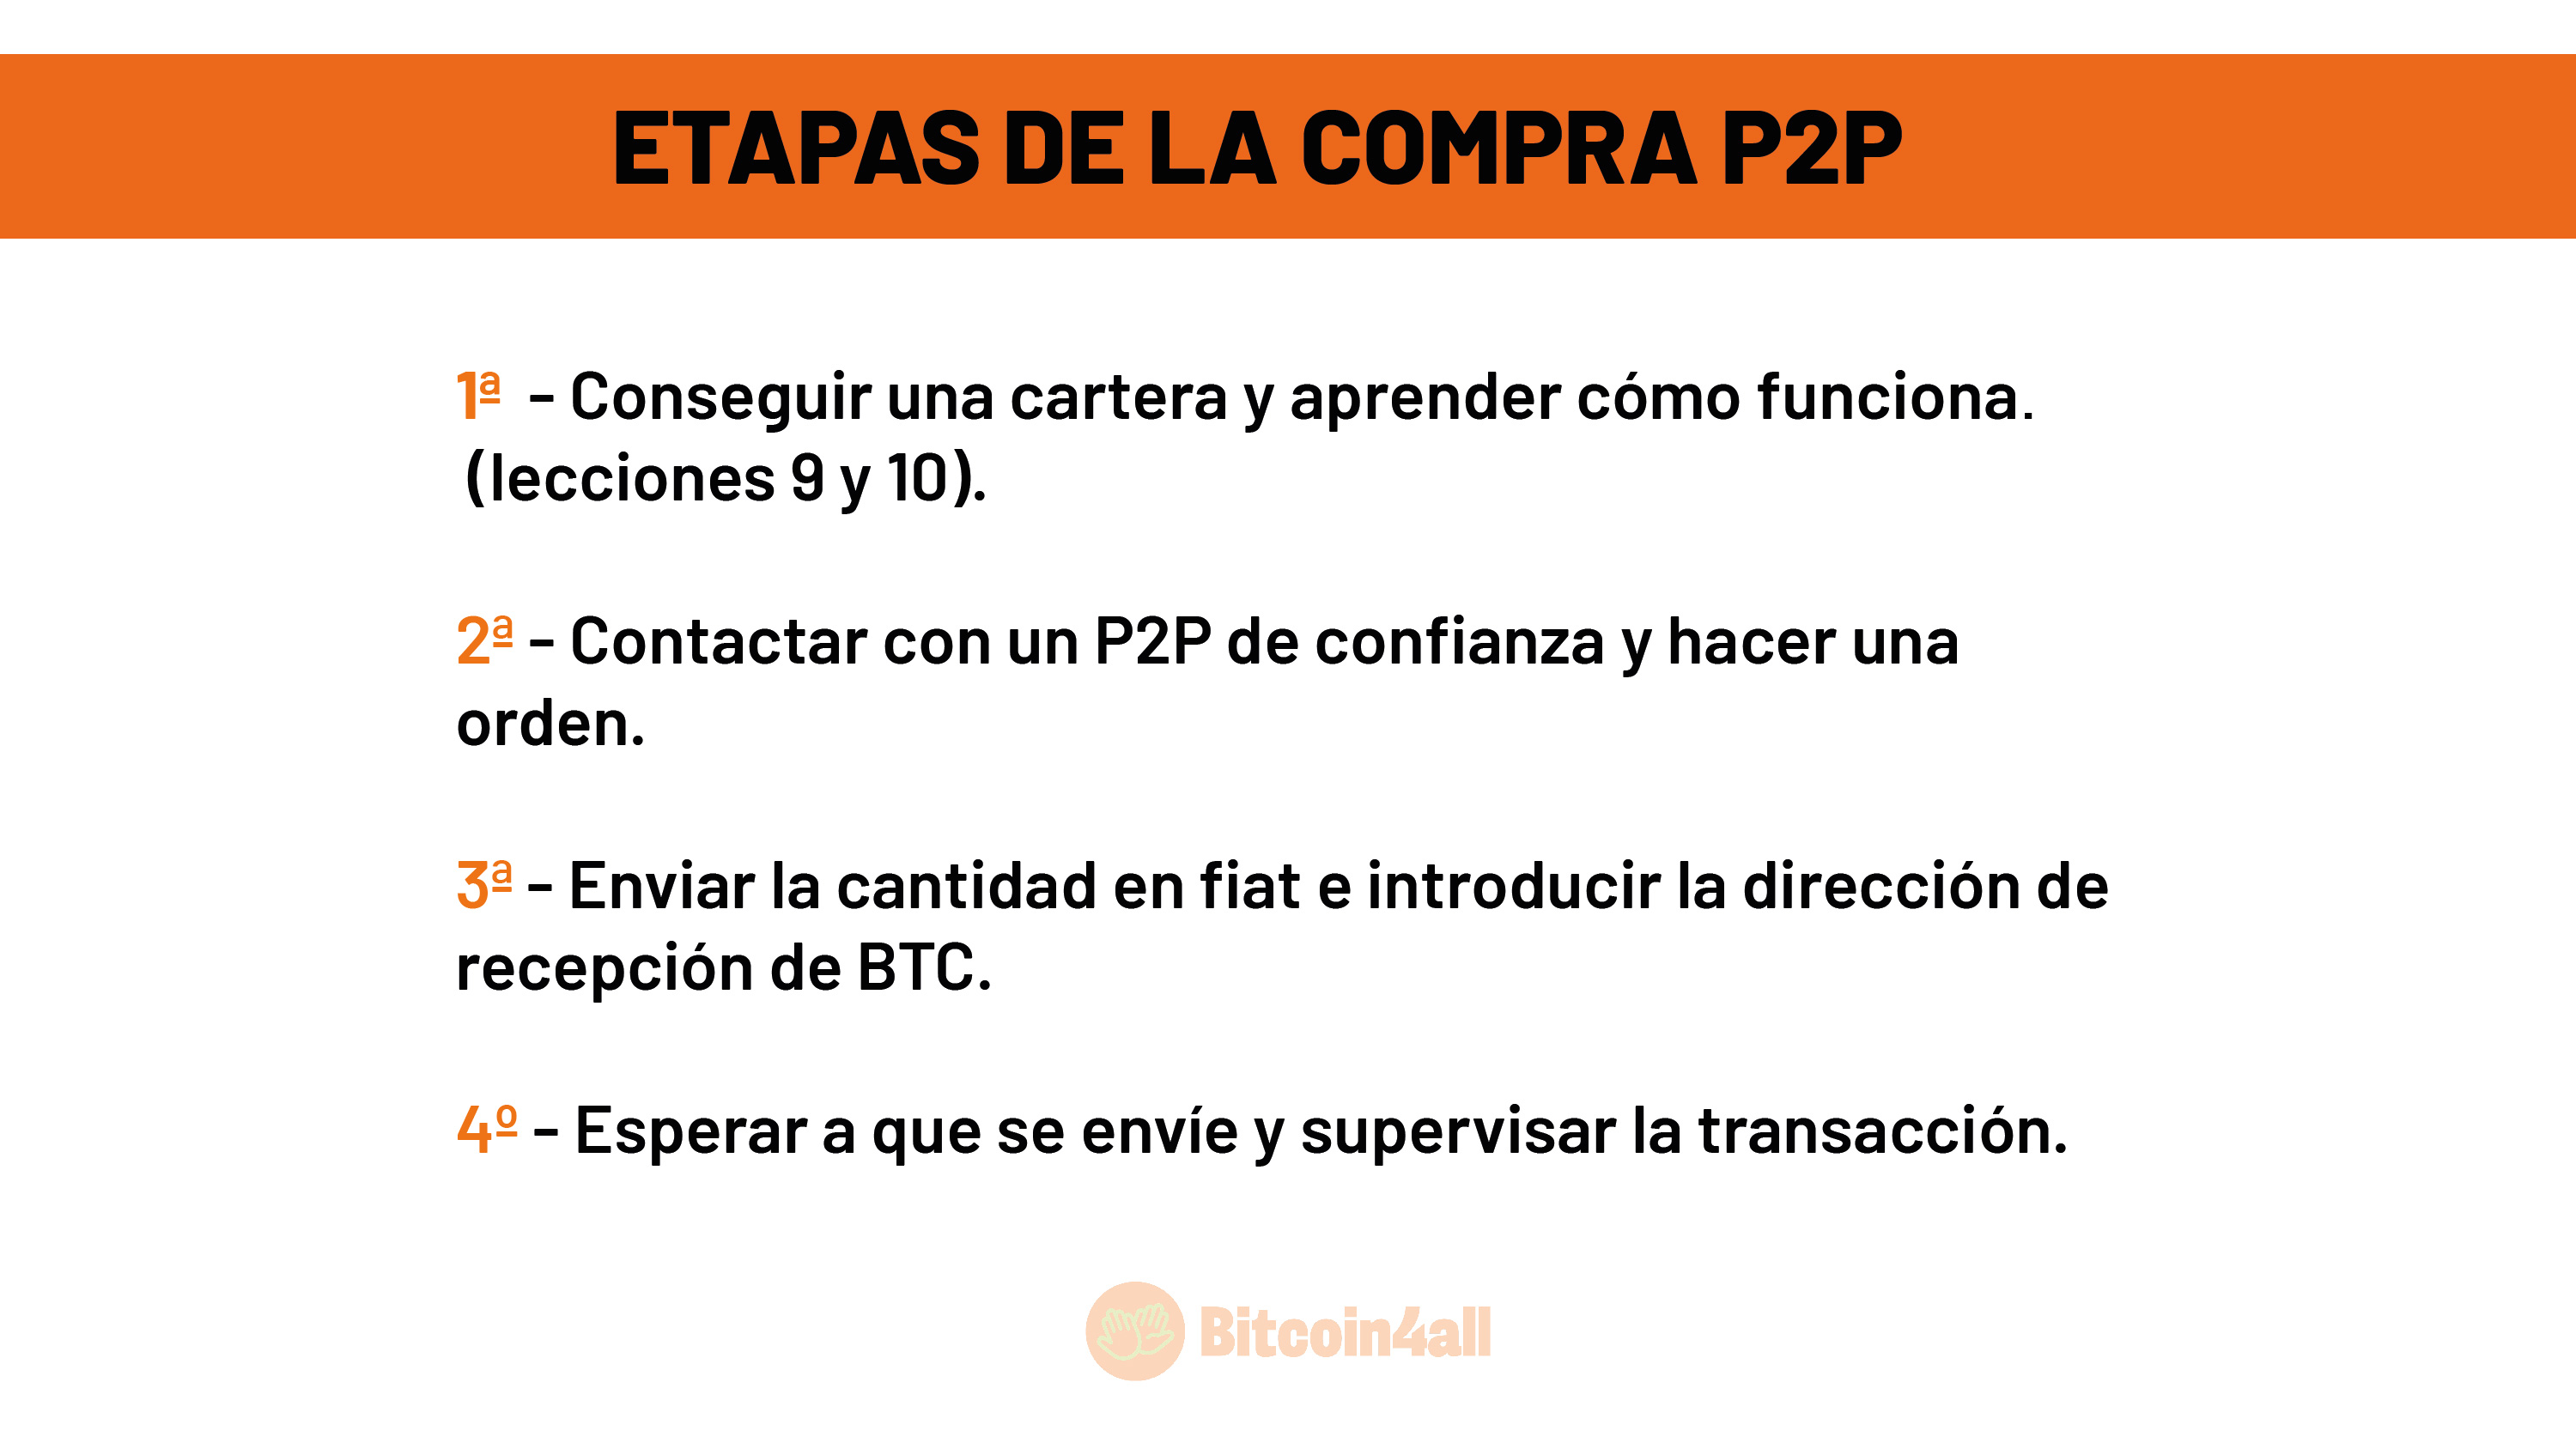 ETAPAS DE LA COMPRA P2P
1ª - Conseguir una cartera y aprender cómo funciona.
(lecciones 9 y 10).
2ª - Contactar con un P2P de confianza y hacer una
orden.
3ª - Enviar la cantidad en fiat e introducir la dirección de
recepción de BTC.
4º - Esperar a que se envíe y supervisar la transacción.
Bitcoin4all